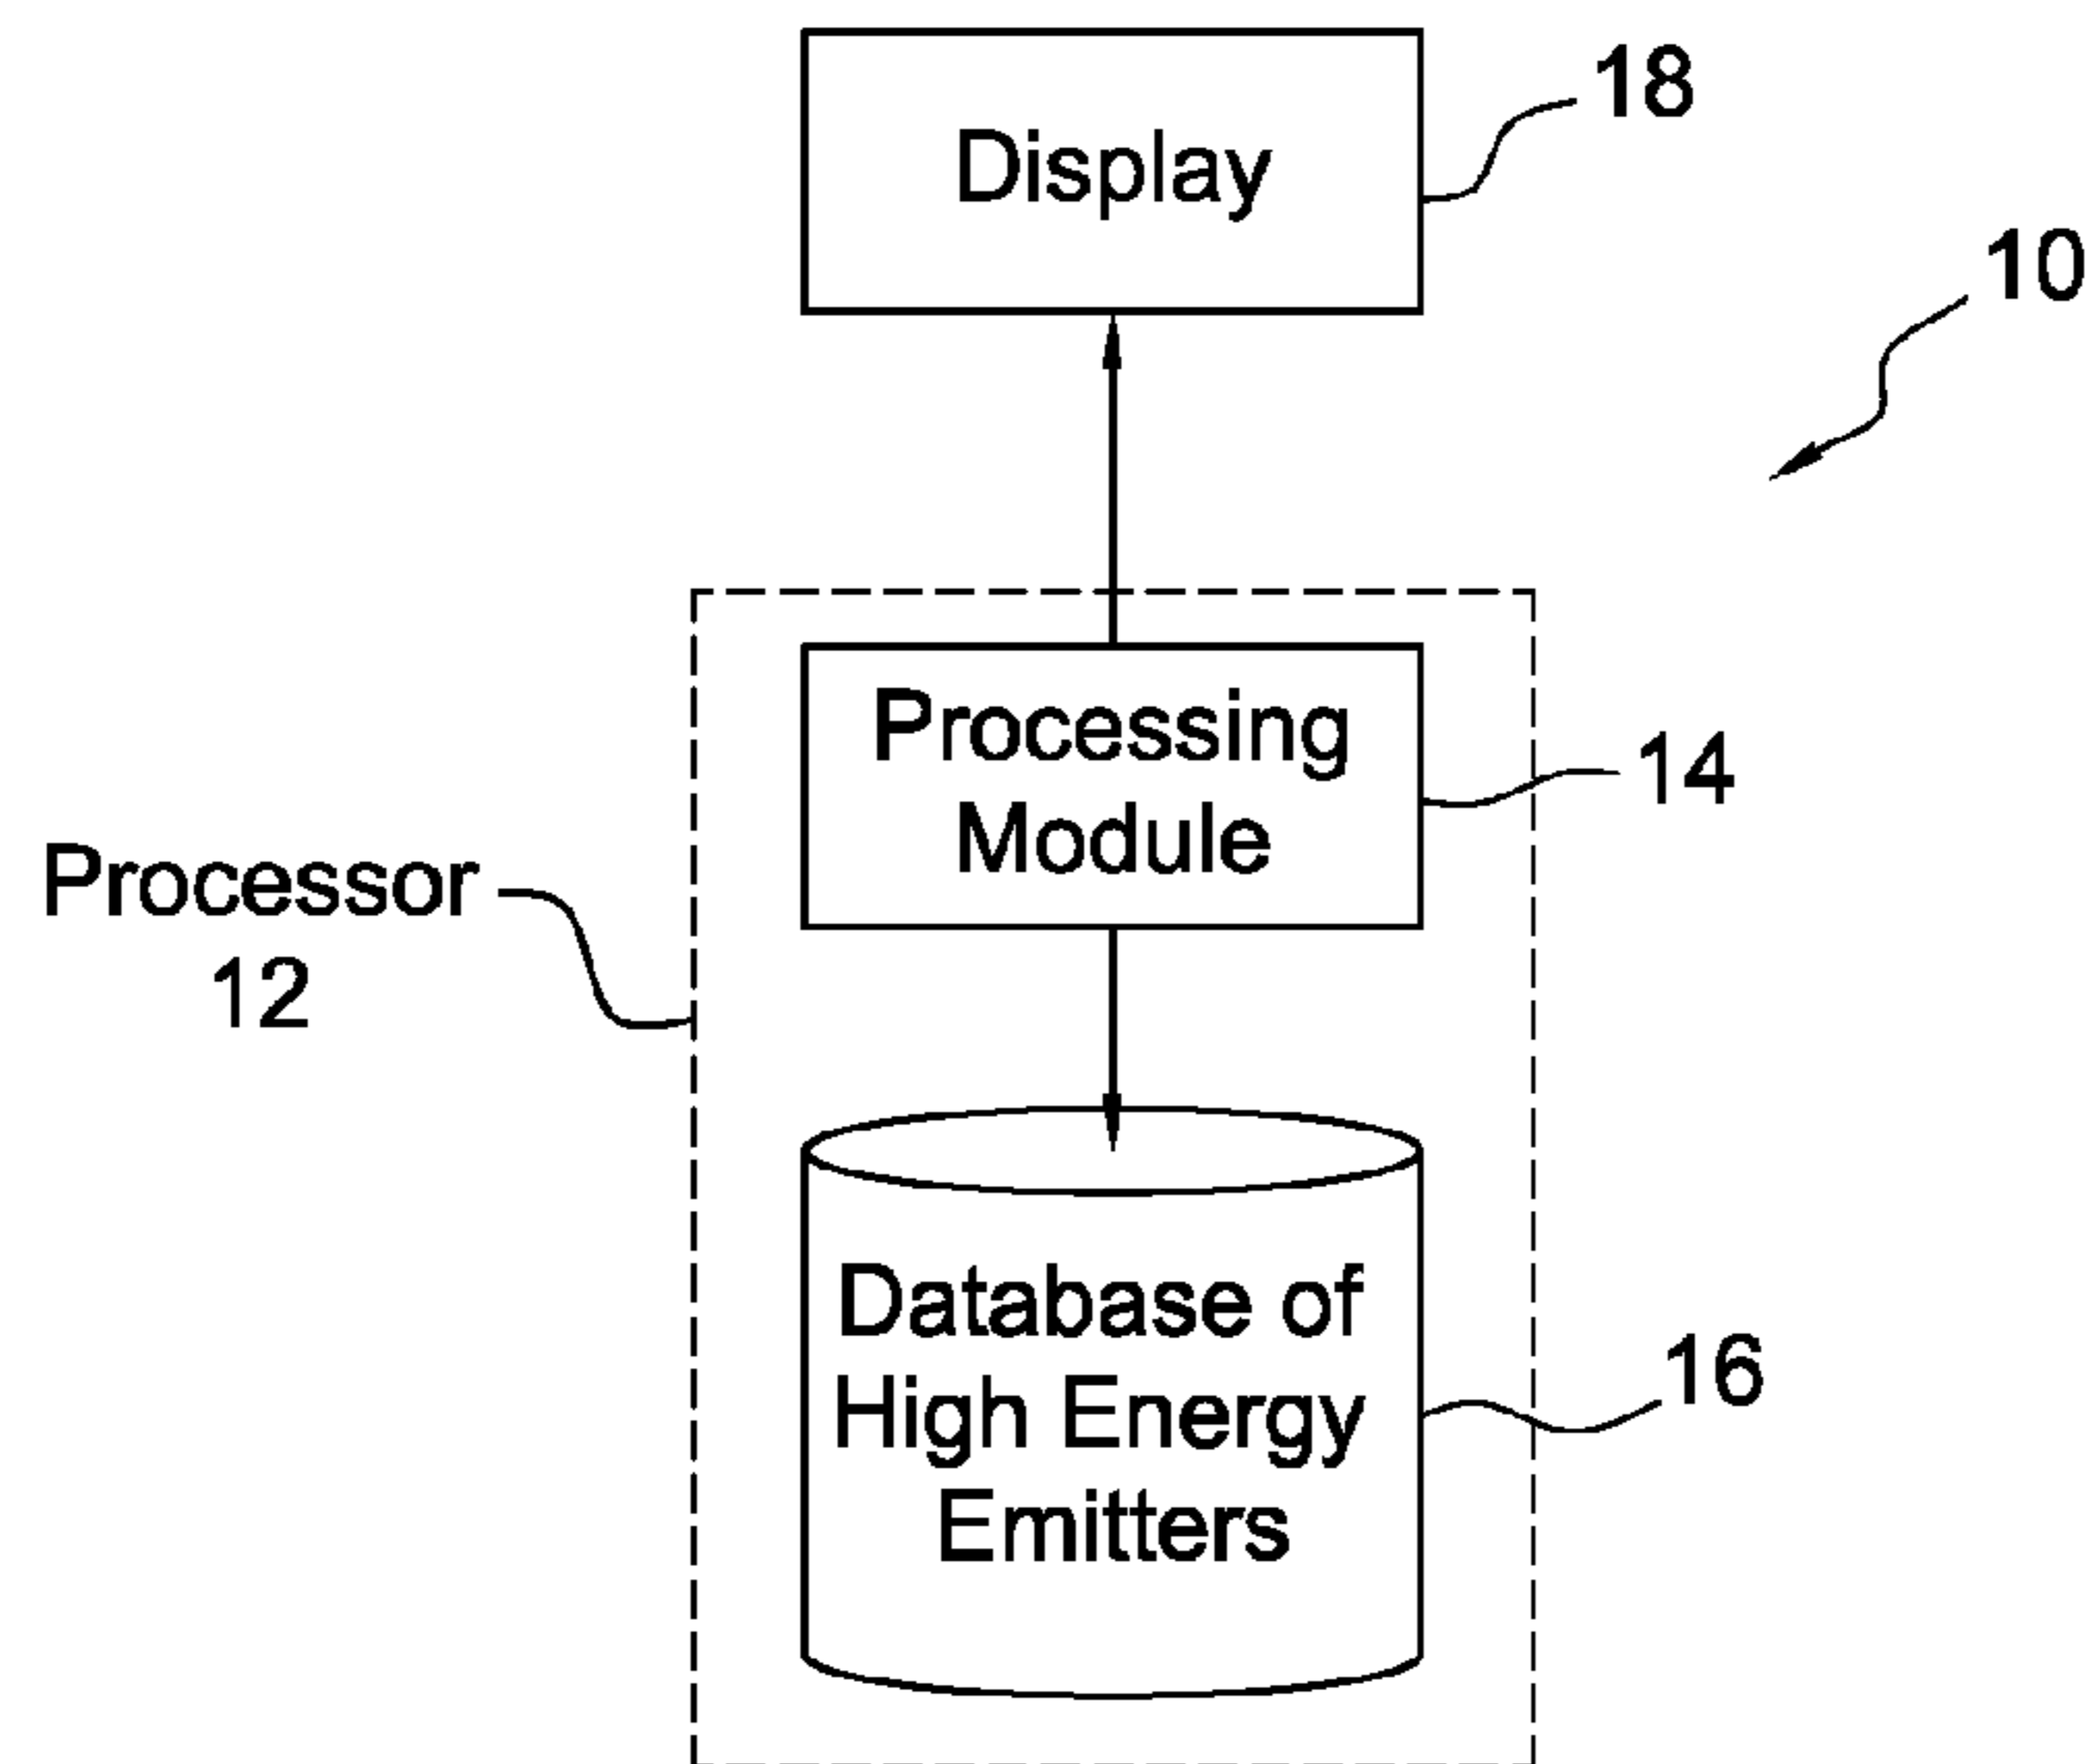 Display
18
10
Processing
Module
14
Processor
12
Database of
High Energy
Emitters
16